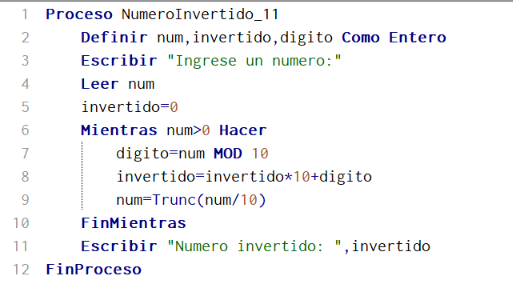 1 Proceso NumeroInvertido_11
2 Definir num,invertido,digito Como Entero
3 Escribir "Ingrese un numero:"
4 Leer num
5 invertido=0
6 Mientras num>0 Hacer
7 digito=num MOD 10
8 invertido=invertido*10+digito
9 num=Trunc(num/10)
10 FinMientras
11 Escribir "Numero invertido: ",invertido
12 FinProceso